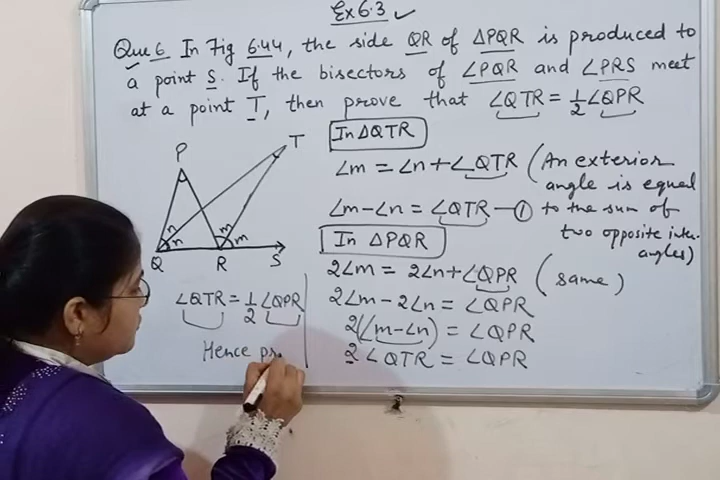 Ex 6.3 ✓
Que 6 In Fig 6.44, the side QR of ΔPQR is produced to
a point S. If the bisectors of ∠PQR and ∠PRS meet
at a point T, then prove that ∠QTR = 1/2 ∠QPR
P
T
n
n
m
m
Q
R
S
∠QTR = 1/2 ∠QPR
Hence pr
In ΔQTR
∠m = ∠n + ∠QTR (An exterior
angle is equal
∠m - ∠n = ∠QTR — ① to the sum of
two opposite inter-
angles)
In ΔPQR
2∠m = 2∠n + ∠QPR (same)
2∠m - 2∠n = ∠QPR
2(∠m - ∠n) = ∠QPR
2 ∠QTR = ∠QPR